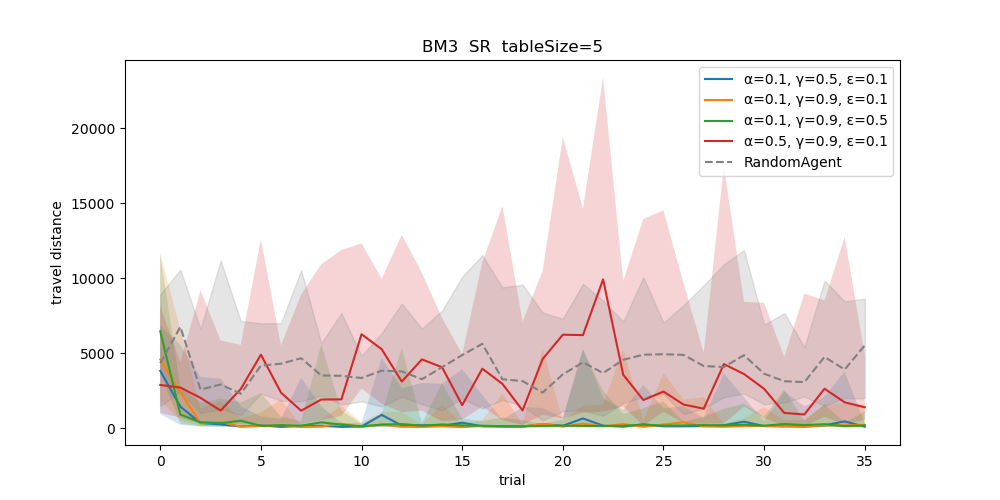 BM3  SR  tableSize=5
α=0.1, γ=0.5, ε=0.1
α=0.1, γ=0.9, ε=0.1
α=0.1, γ=0.9, ε=0.5
α=0.5, γ=0.9, ε=0.1
RandomAgent
travel distance
20000
15000
10000
5000
0
0 5 10 15 20 25 30 35
trial